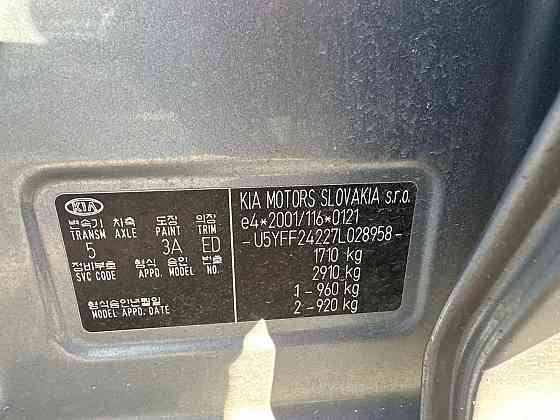 KIA
변속기 차축 도장 의장
TRANSM AXLE PAINT TRIM
5 3A ED
정비부호 형식 승인 번호
SVC CODE APPD. MODEL NO.
형식승인년월일
MODEL APPD. DATE
KIA MOTORS SLOVAKIA s.r.o.
e4*2001/116*0121
-U5YFF24227L028958-
1710 kg
2910 kg
1 - 960 kg
2 - 920 kg